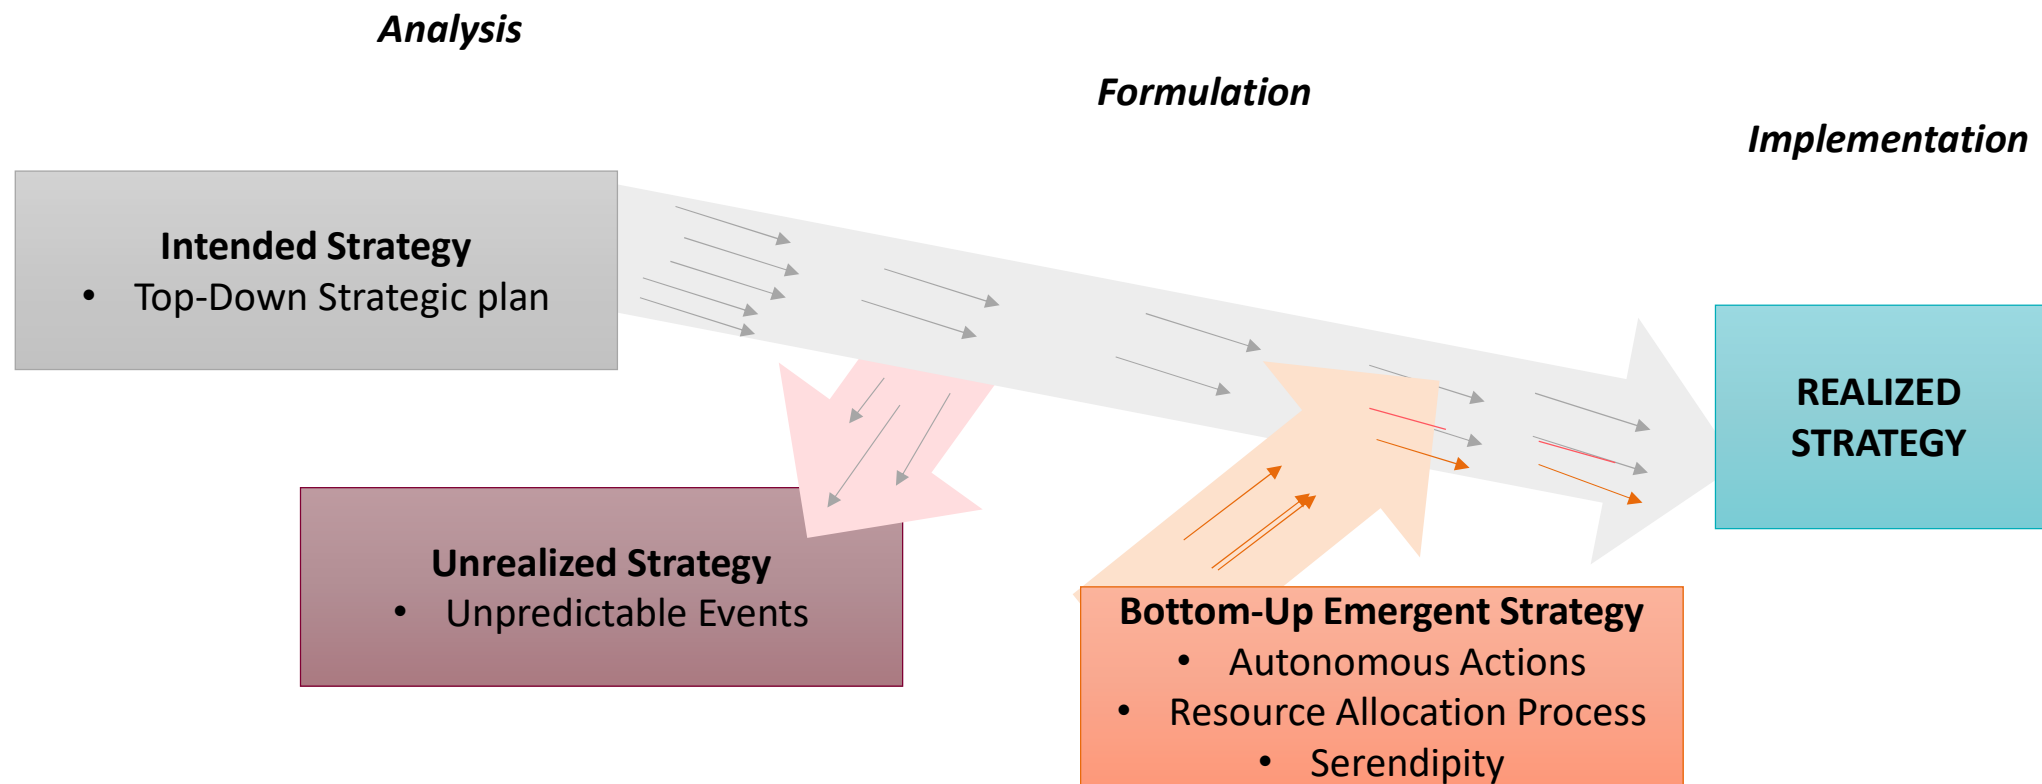 Analysis
Formulation
Implementation
Intended Strategy
• Top-Down Strategic plan
REALIZED
STRATEGY
Unrealized Strategy
• Unpredictable Events
Bottom-Up Emergent Strategy
• Autonomous Actions
• Resource Allocation Process
• Serendipity